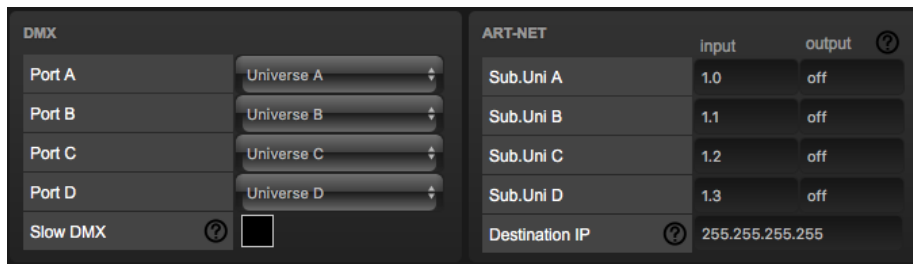 DMX
Port A Universe A
Port B Universe B
Port C Universe C
Port D Universe D
Slow DMX ?
ART-NET input output ?
Sub.Uni A 1.0 off
Sub.Uni B 1.1 off
Sub.Uni C 1.2 off
Sub.Uni D 1.3 off
Destination IP ? 255.255.255.255